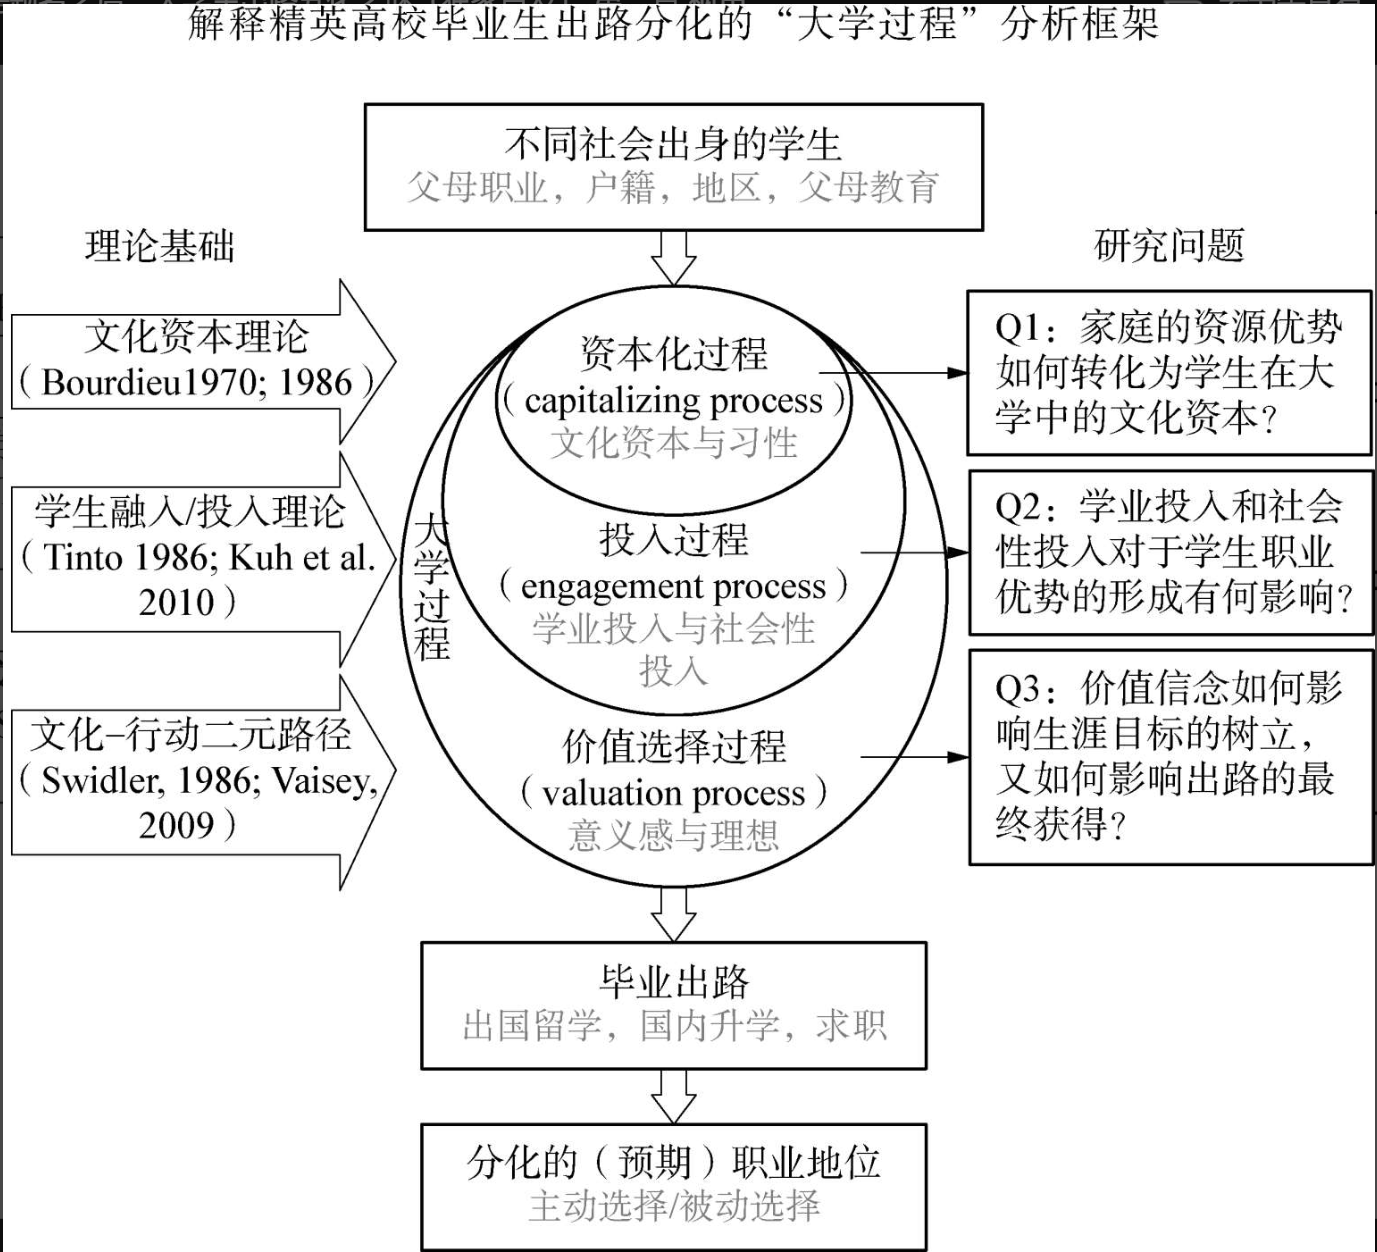 解释精英高校毕业生出路分化的“大学过程”分析框架
不同社会出身的学生
父母职业，户籍，地区，父母教育
理论基础
文化资本理论
（Bourdieu1970; 1986）
学生融入/投入理论
（Tinto 1986; Kuh et al.
2010）
文化–行动二元路径
（Swidler, 1986; Vaisey,
2009）
大学过程
资本化过程
（capitalizing process）
文化资本与习性
投入过程
（engagement process）
学业投入与社会性
投入
价值选择过程
（valuation process）
意义感与理想
研究问题
Q1：家庭的资源优势
如何转化为学生在大
学中的文化资本？
Q2：学业投入和社会
性投入对于学生职业
优势的形成有何影响？
Q3：价值信念如何影
响生涯目标的树立，
又如何影响出路的最
终获得？
毕业出路
出国留学，国内升学，求职
分化的（预期）职业地位
主动选择/被动选择